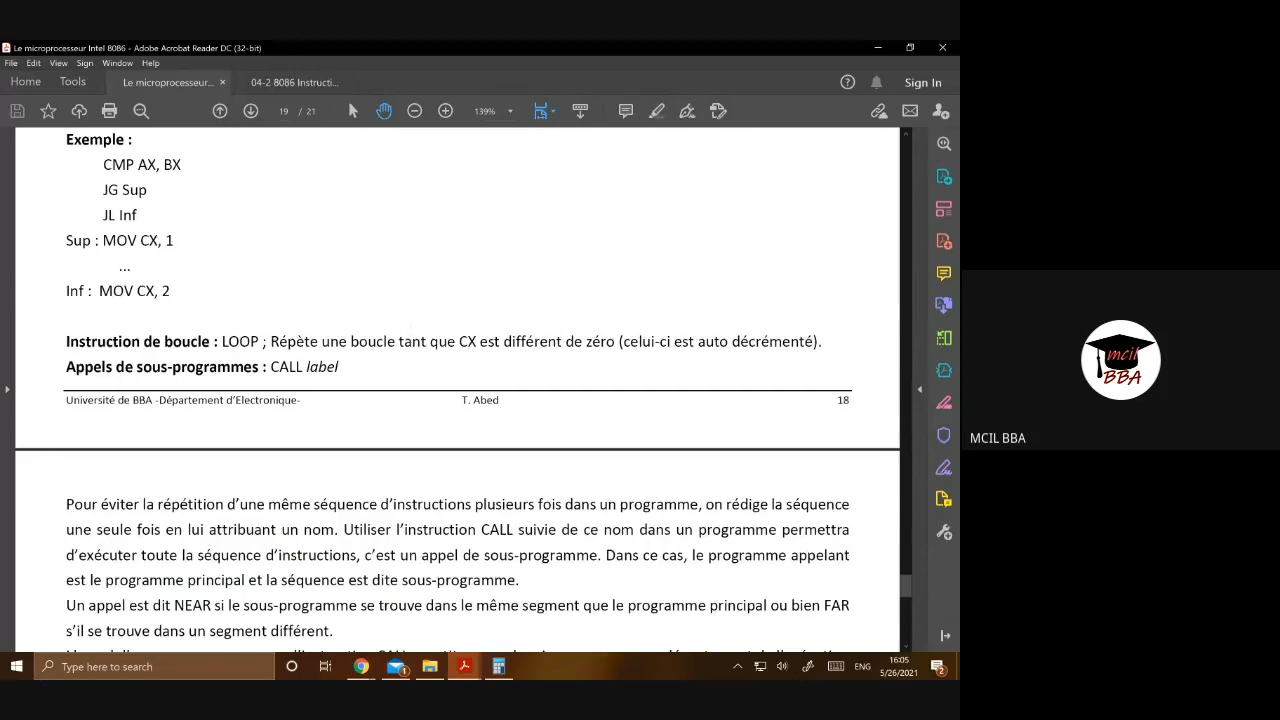 Le microprocesseur Intel 8086 - Adobe Acrobat Reader DC (32-bit)
File Edit View Sign Window Help
Home Tools Le microprocesseur... × 04-2 8086 Instructi... Sign In
19 / 21 139%
Exemple :
CMP AX, BX
JG Sup
JL Inf
Sup : MOV CX, 1
...
Inf : MOV CX, 2
Instruction de boucle : LOOP ; Répète une boucle tant que CX est différent de zéro (celui-ci est auto décrémenté).
Appels de sous-programmes : CALL label
Université de BBA -Département d'Electronique- T. Abed 18
Pour éviter la répétition d'une même séquence d'instructions plusieurs fois dans un programme, on rédige la séquence
une seule fois en lui attribuant un nom. Utiliser l'instruction CALL suivie de ce nom dans un programme permettra
d'exécuter toute la séquence d'instructions, c'est un appel de sous-programme. Dans ce cas, le programme appelant
est le programme principal et la séquence est dite sous-programme.
Un appel est dit NEAR si le sous-programme se trouve dans le même segment que le programme principal ou bien FAR
s'il se trouve dans un segment différent.
mcil
BBA
MCIL BBA
Type here to search
1
ENG
16:05
5/26/2021
2